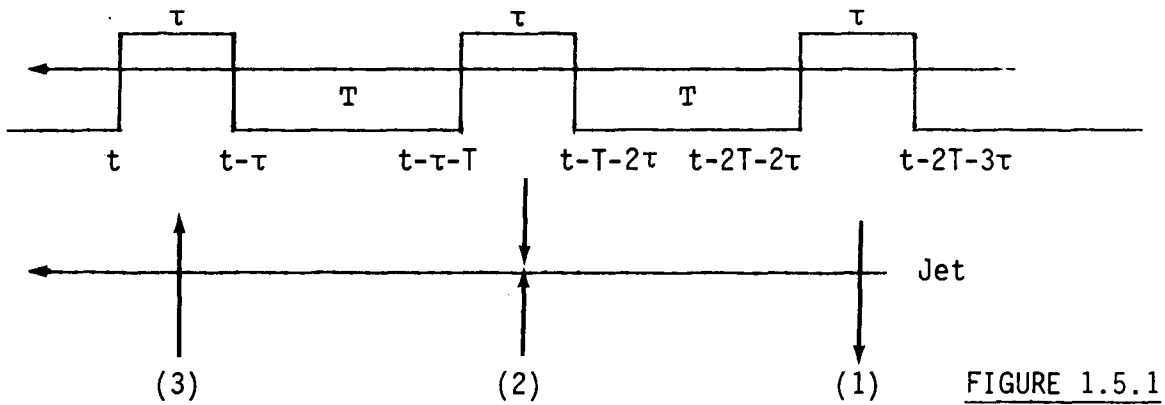 τ τ τ
T T
t t-τ t-τ-T t-T-2τ t-2T-2τ t-2T-3τ
Jet
(3) (2) (1) FIGURE 1.5.1